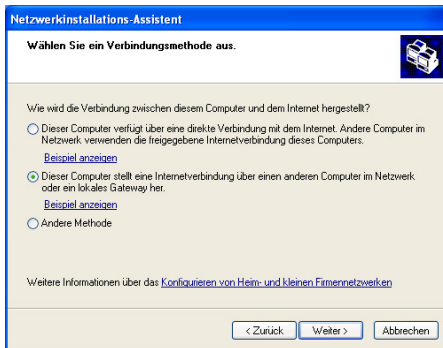 Netzwerkinstallations-Assistent
Wählen Sie ein Verbindungsmethode aus.
Wie wird die Verbindung zwischen diesem Computer und dem Internet hergestellt?
Dieser Computer verfügt über eine direkte Verbindung mit dem Internet. Andere Computer im
Netzwerk verwenden die freigegebene Internetverbindung dieses Computers.
Beispiel anzeigen
Dieser Computer stellt eine Internetverbindung über einen anderen Computer im Netzwerk
oder ein lokales Gateway her.
Beispiel anzeigen
Andere Methode
Weitere Informationen über das Konfigurieren von Heim- und kleinen Firmennetzwerken
< Zurück Weiter > Abbrechen